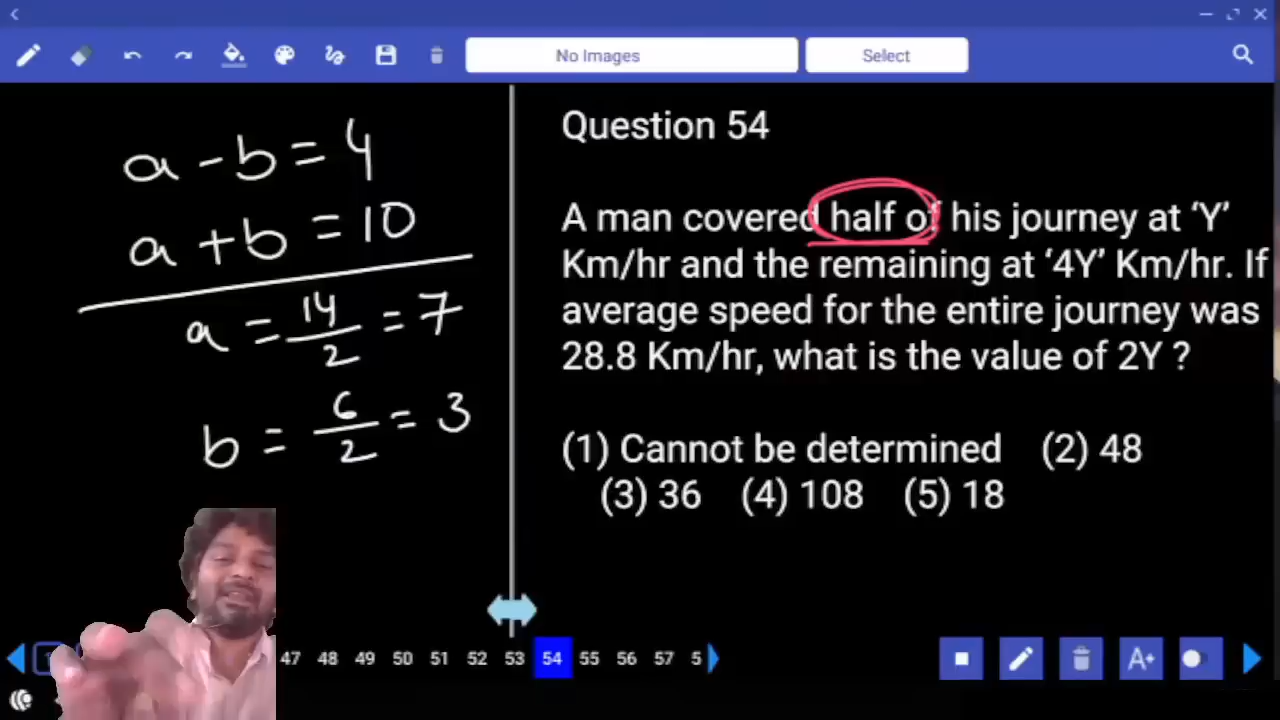 No Images
Select
a - b = 4
a + b = 10
a = 14/2 = 7
b = 6/2 = 3
Question 54
A man covered half of his journey at ‘Y’
Km/hr and the remaining at ‘4Y’ Km/hr. If
average speed for the entire journey was
28.8 Km/hr, what is the value of 2Y ?
(1) Cannot be determined (2) 48
(3) 36 (4) 108 (5) 18
47 48 49 50 51 52 53 54 55 56 57 5
A+